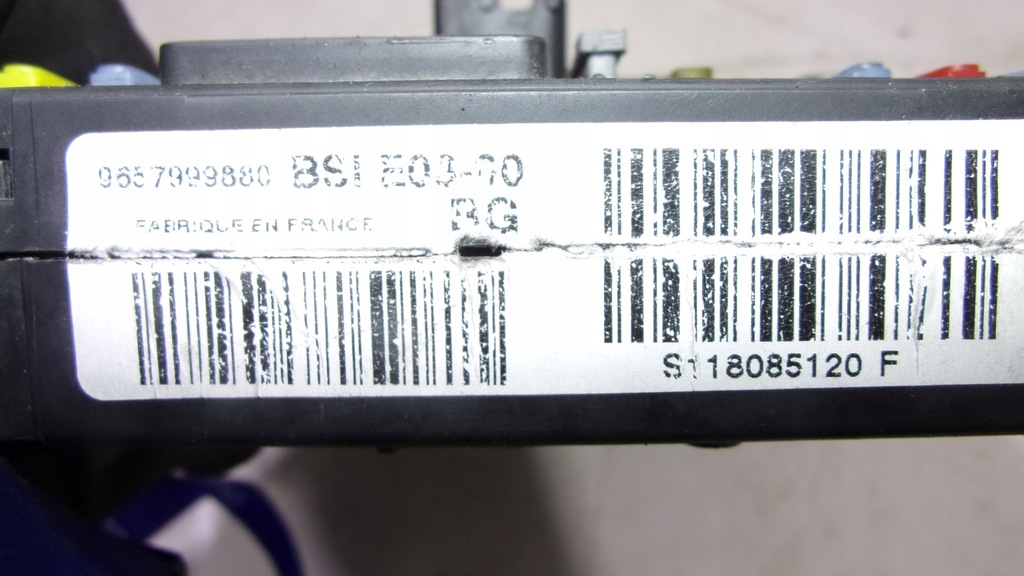 9657999880 BSI E03-00
BG
FABRIQUE EN FRANCE
S118085120 F